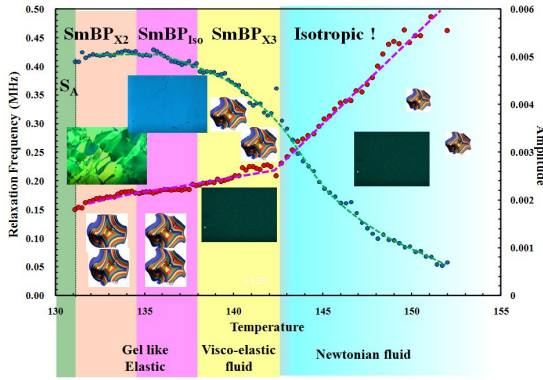 SmBPX2 SmBPIso SmBPX3 Isotropic !
SA
Relaxation Frequency (MHz)
0.50
0.45
0.40
0.35
0.30
0.25
0.20
0.15
0.10
0.05
0.00
0.006
0.005
0.004
0.003
0.002
0.001
0
Amplitude
130 135 140 145 150 155
Temperature
Gel like
Elastic
Visco-elastic
fluid
Newtonian fluid